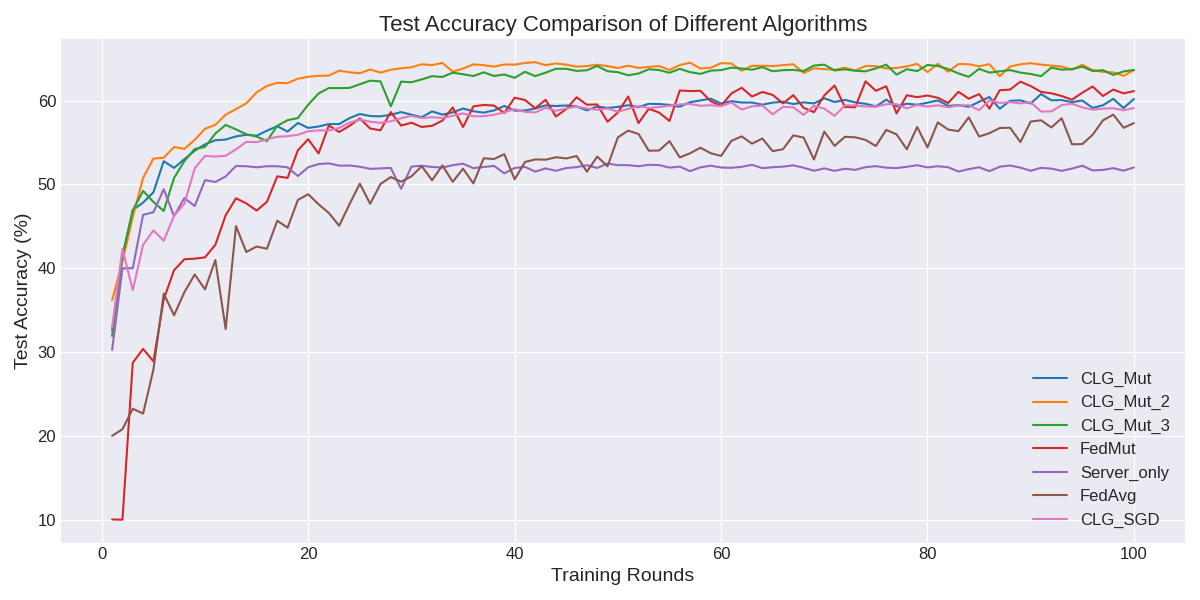 Test Accuracy Comparison of Different Algorithms
Test Accuracy (%)
60
50
40
30
20
10
0
20
40
60
80
100
Training Rounds
CLG_Mut
CLG_Mut_2
CLG_Mut_3
FedMut
Server_only
FedAvg
CLG_SGD